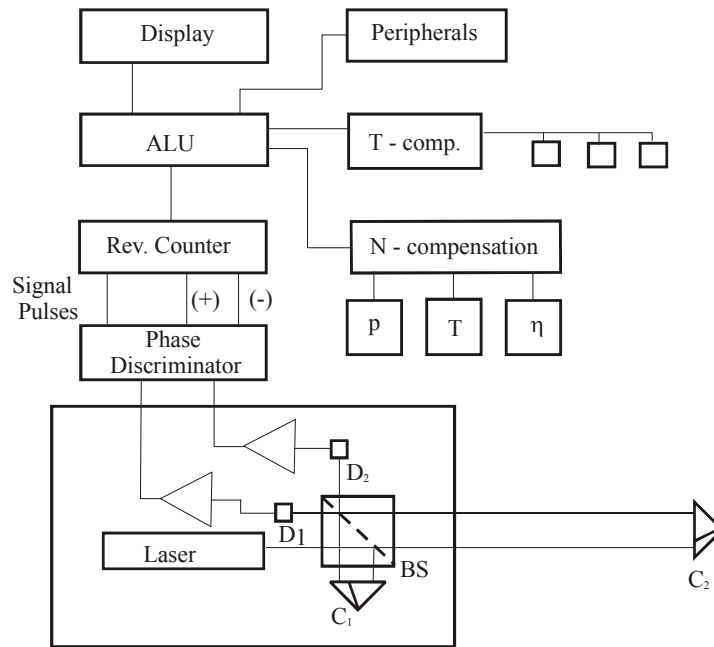 Display
Peripherals
ALU
T - comp.
Rev. Counter
N - compensation
Signal
Pulses
(+)
(-)
p
T
η
Phase
Discriminator
D₂
D1
Laser
BS
C₁
C₂